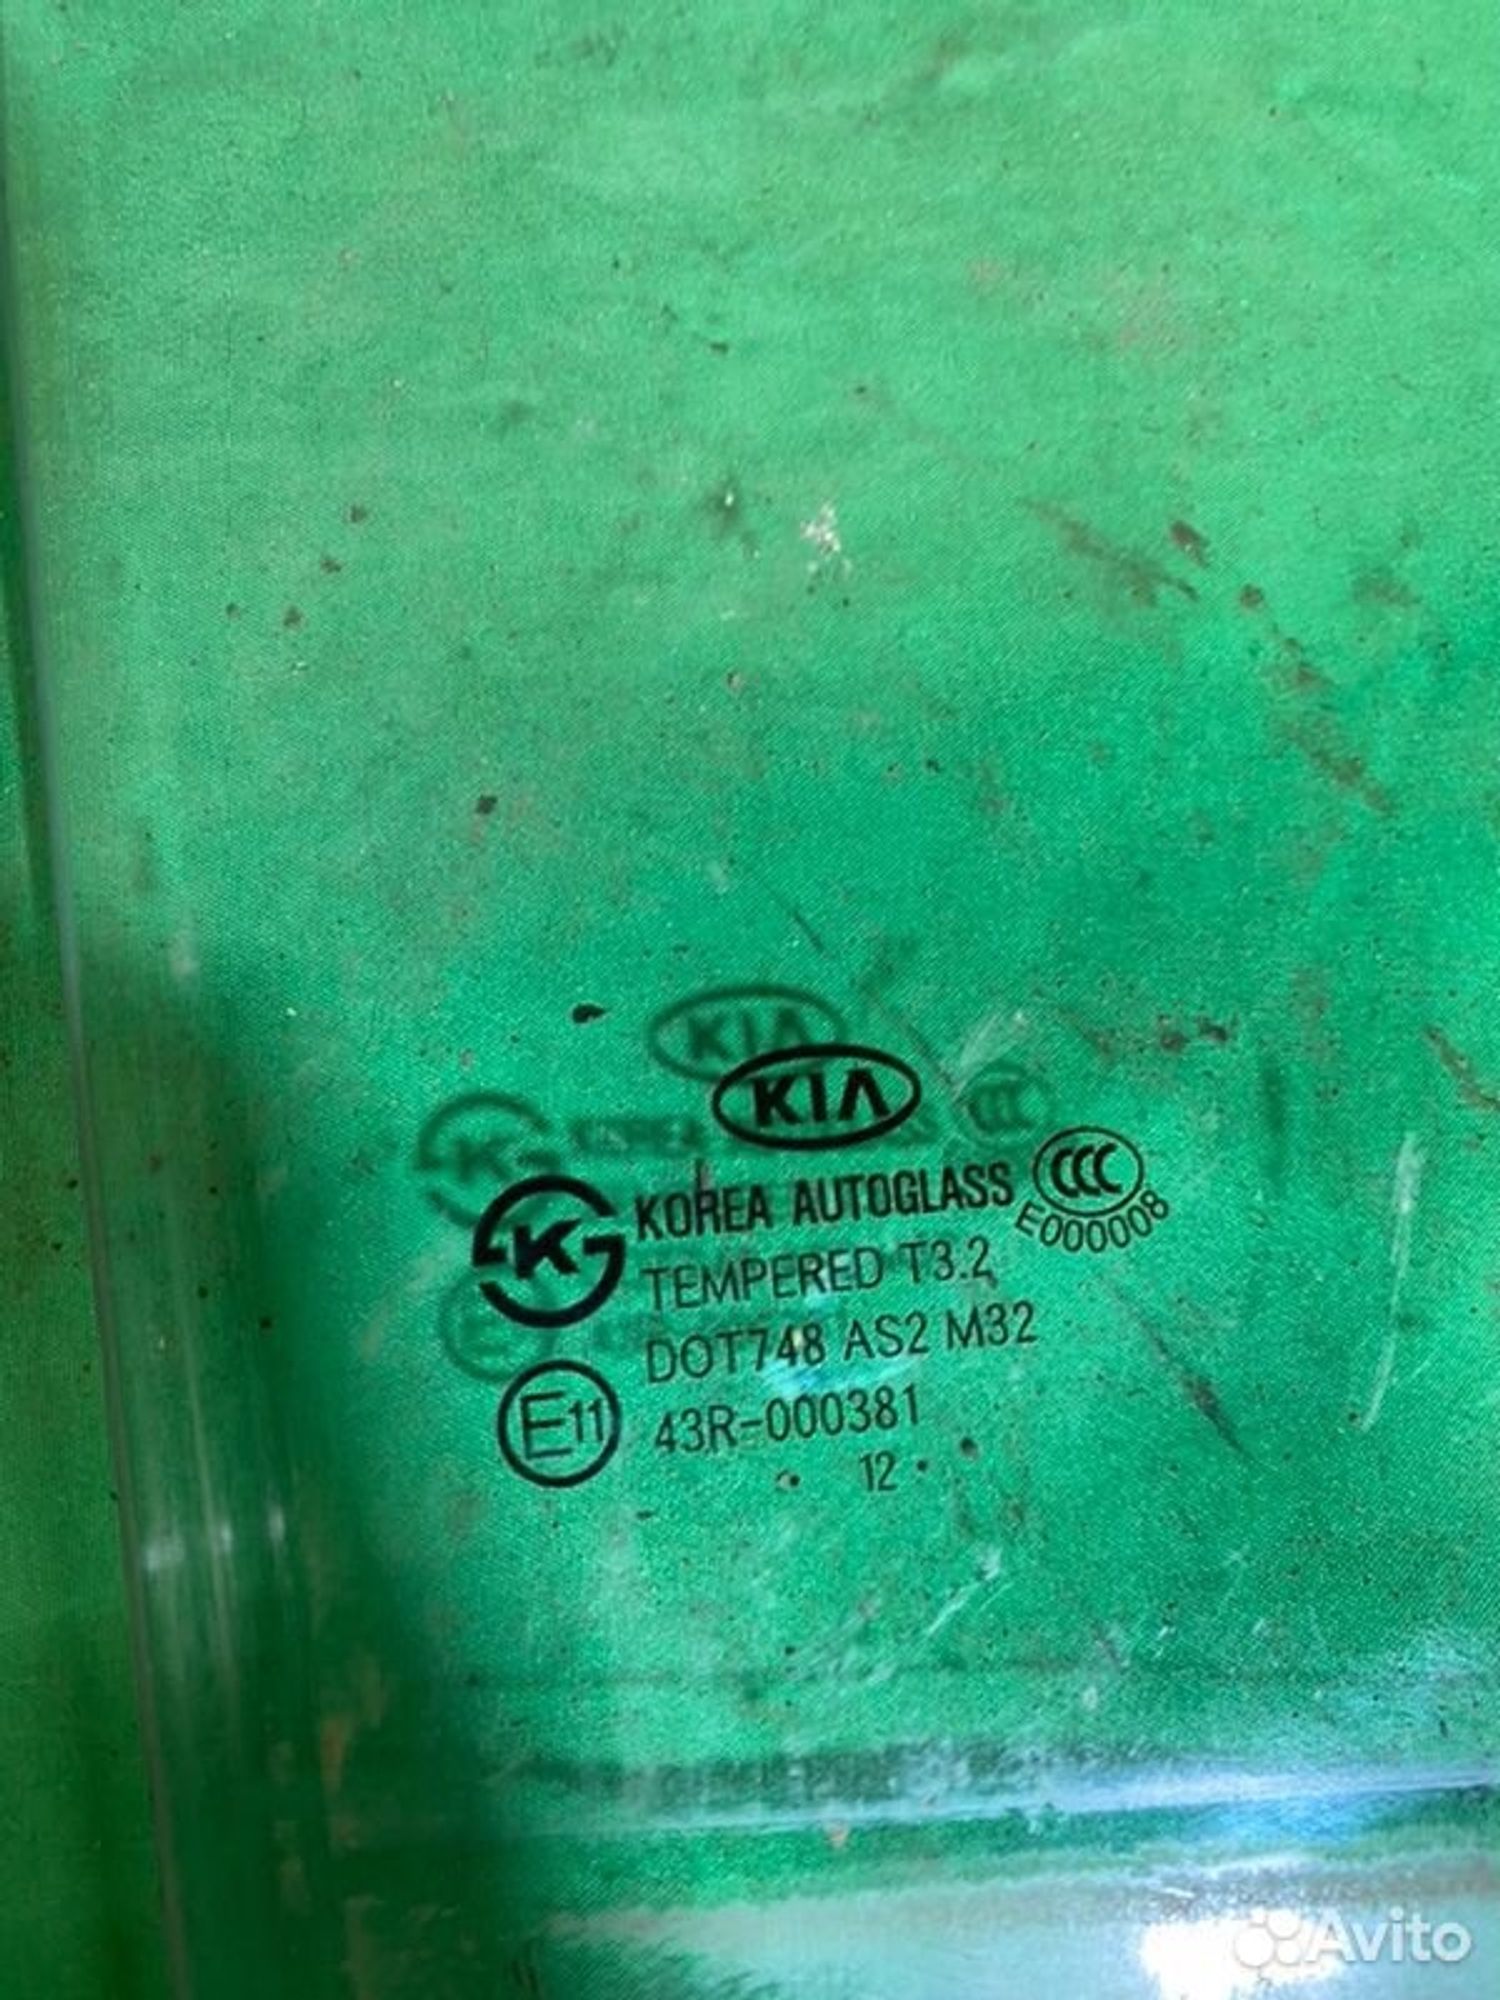 KIA
KOREA AUTOGLASS
CCC
E000008
K
TEMPERED T3.2
DOT748 AS2 M32
E11
43R-000381
• 12 •
Avito